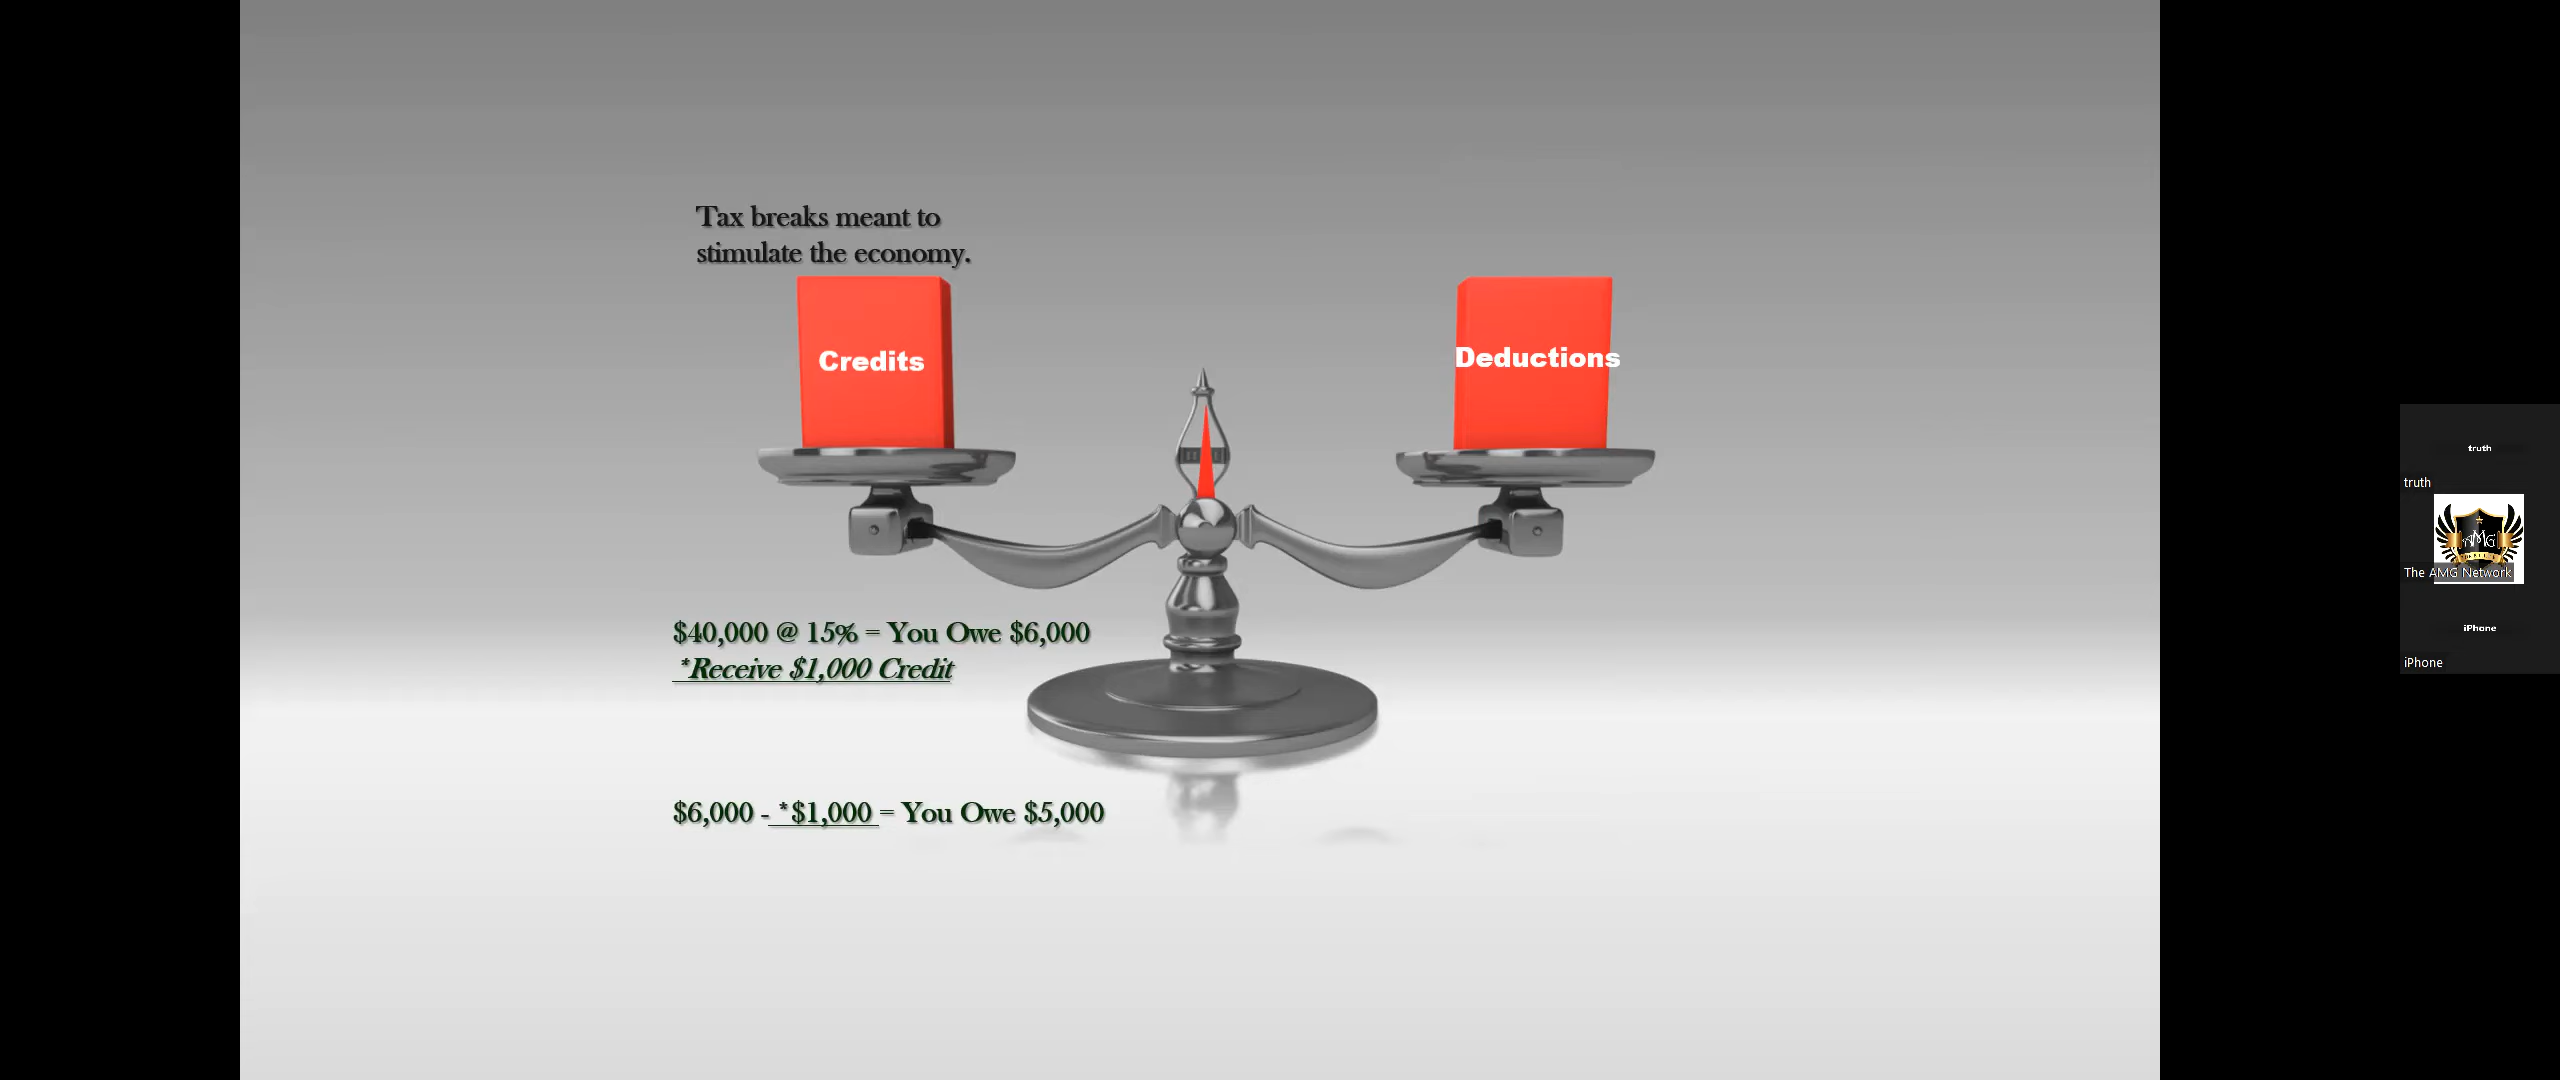 Tax breaks meant to
stimulate the economy.
Credits
Deductions
$40,000 @ 15% = You Owe $6,000
*Receive $1,000 Credit
$6,000 - *$1,000 = You Owe $5,000
truth
truth
AMG
The AMG Network
iPhone
iPhone